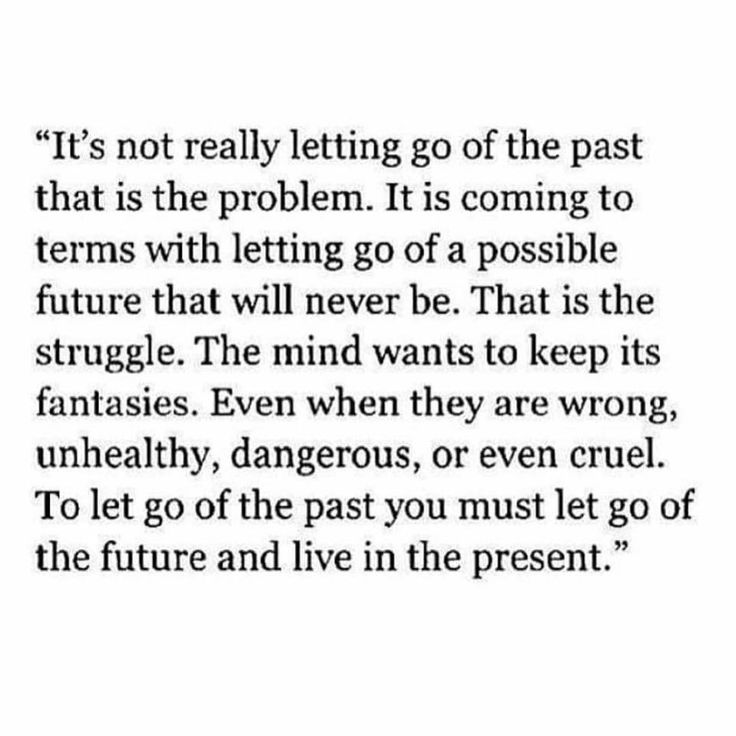 “It’s not really letting go of the past
that is the problem. It is coming to
terms with letting go of a possible
future that will never be. That is the
struggle. The mind wants to keep its
fantasies. Even when they are wrong,
unhealthy, dangerous, or even cruel.
To let go of the past you must let go of
the future and live in the present.”